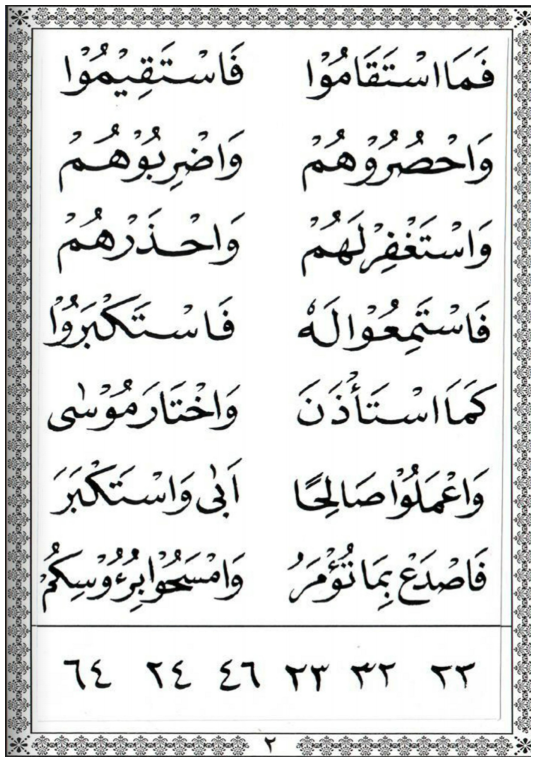 فَمَا اسْتَقَامُوْا فَاسْتَقِيْمُوْا
وَاحْصُرُوْهُمْ وَاضْرِبُوْهُمْ
وَاسْتَغْفِرْلَهُمْ وَاحْذَرْهُمْ
فَاسْتَمِعُوْا لَهٗ فَاسْتَكْبَرُوْا
كَمَا اسْتَأْذَنَ وَاخْتَارَ مُوْسٰى
وَاعْمَلُوْا صَالِحًا اَبٰى وَاسْتَكْبَرَ
فَاصْدَعْ بِمَا تُؤْمَرُ وَامْسَحُوْا بِرُءُوْسِكُمْ
٢٢ ٣٢ ٢٣ ٤٦ ٢٤ ٦٤
٢